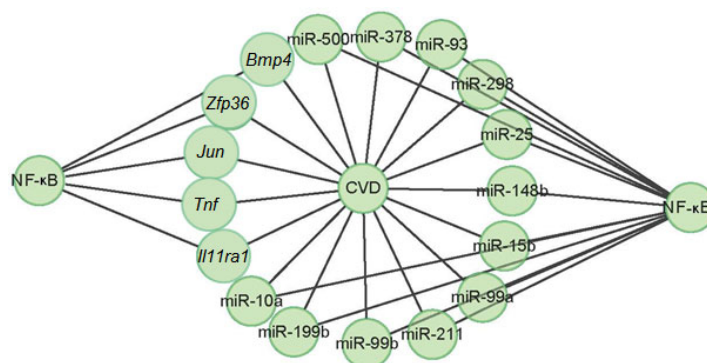 miR-500
miR-378
miR-93
Bmp4
miR-298
Zfp36
miR-25
Jun
NF-κB
CVD
miR-148b
Tnf
NF-κB
miR-15b
Il11ra1
miR-10a
miR-99a
miR-199b
miR-99b
miR-211